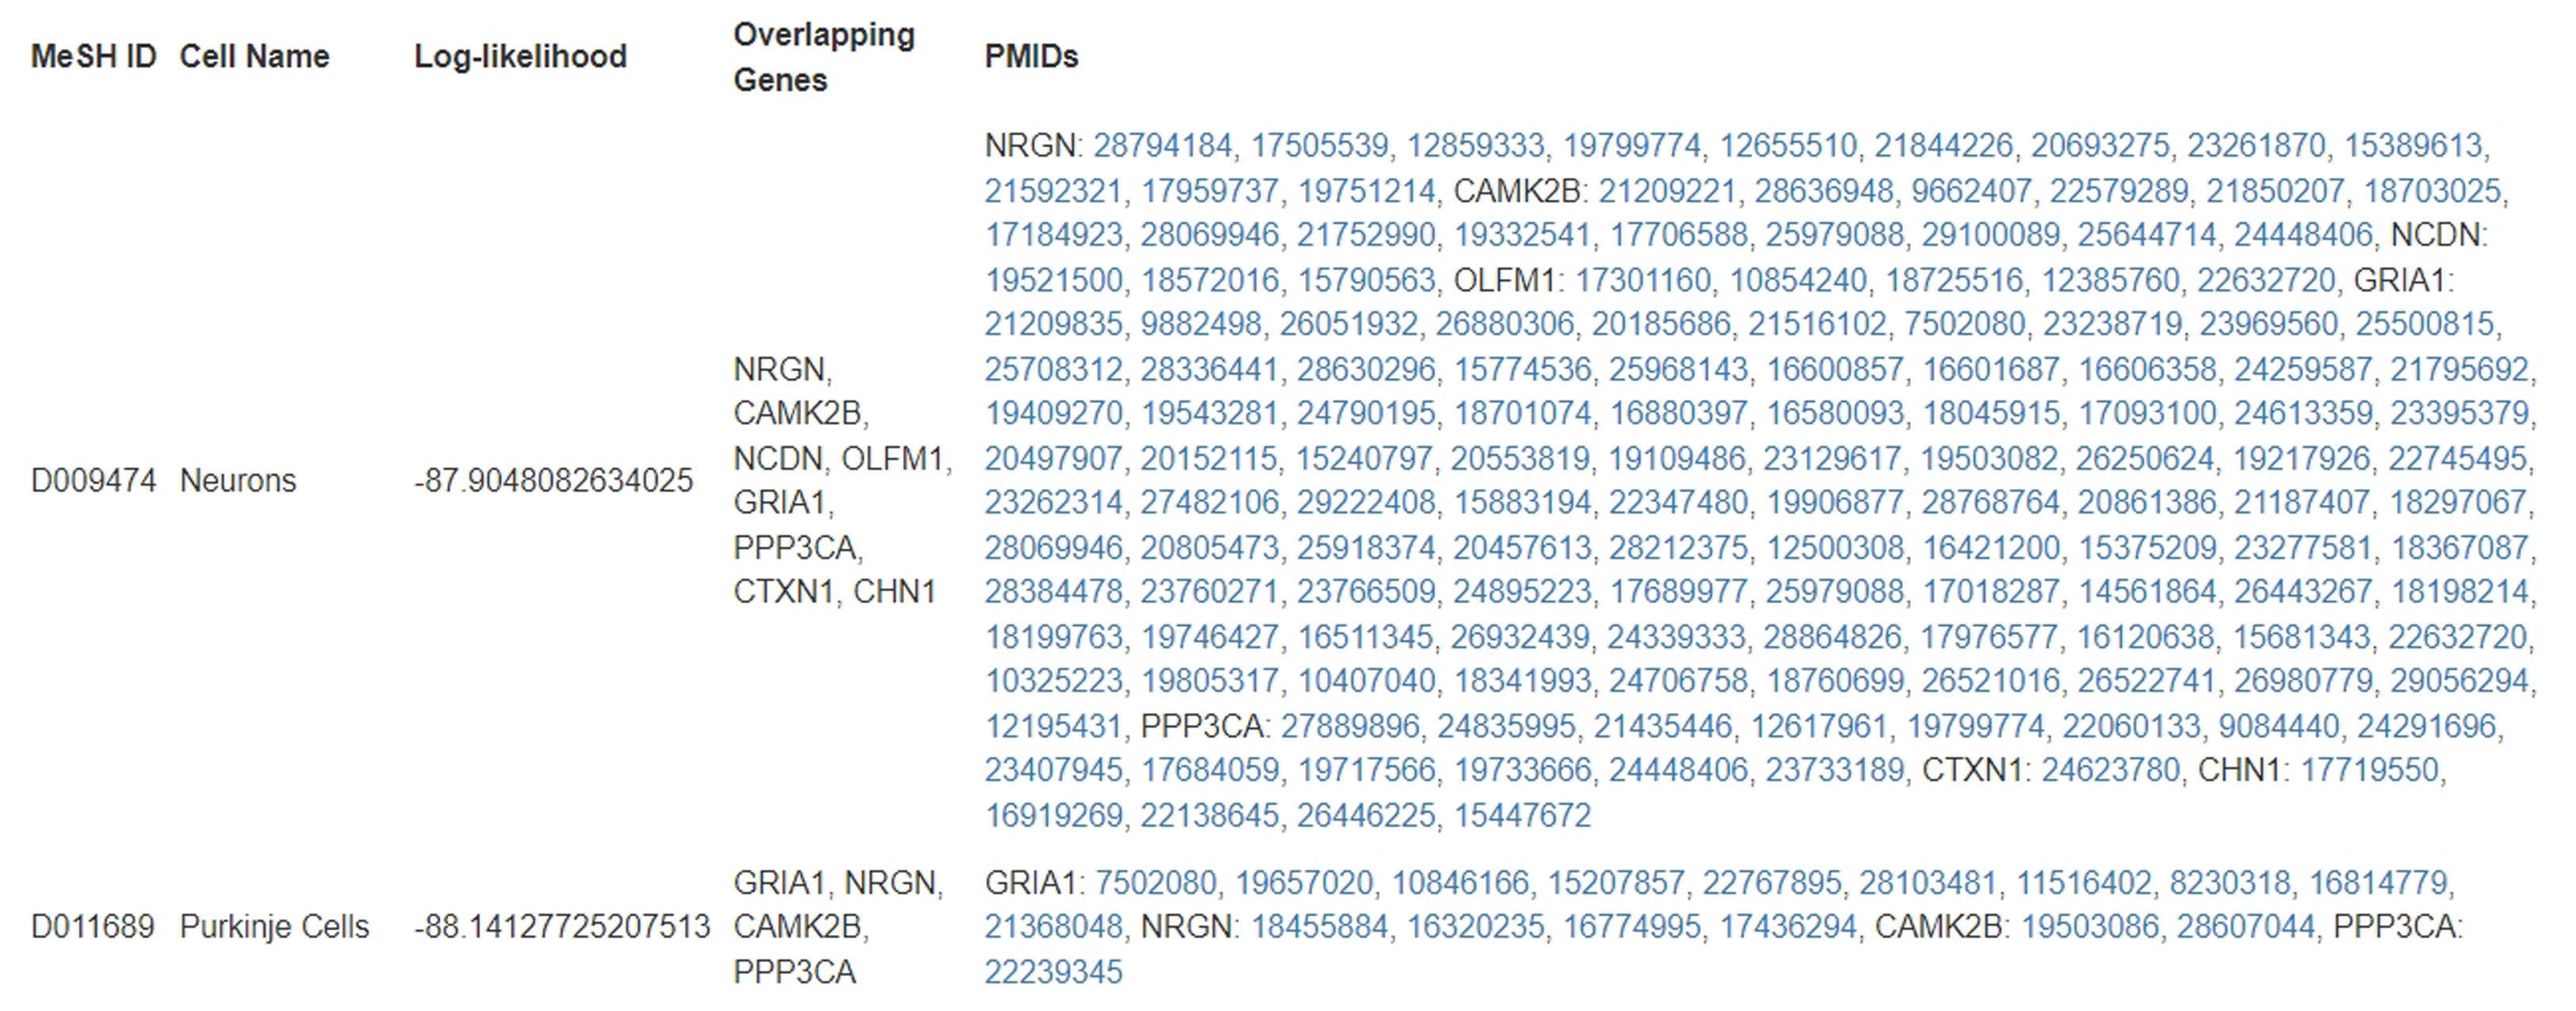 MeSH ID Cell Name Log-likelihood Overlapping Genes PMIDs
NRGN: 28794184, 17505539, 12859333, 19799774, 12655510, 21844226, 20693275, 23261870, 15389613,
21592321, 17959737, 19751214, CAMK2B: 21209221, 28636948, 9662407, 22579289, 21850207, 18703025,
17184923, 28069946, 21752990, 19332541, 17706588, 25979088, 29100089, 25644714, 24448406, NCDN:
19521500, 18572016, 15790563, OLFM1: 17301160, 10854240, 18725516, 12385760, 22632720, GRIA1:
21209835, 9882498, 26051932, 26880306, 20185686, 21516102, 7502080, 23238719, 23969560, 25500815,
NRGN, 25708312, 28336441, 28630296, 15774536, 25968143, 16600857, 16601687, 16606358, 24259587, 21795692,
CAMK2B, 19409270, 19543281, 24790195, 18701074, 16880397, 16580093, 18045915, 17093100, 24613359, 23395379,
NCDN, OLFM1, 20497907, 20152115, 15240797, 20553819, 19109486, 23129617, 19503082, 26250624, 19217926, 22745495,
D009474 Neurons -87.9048082634025 GRIA1, 23262314, 27482106, 29222408, 15883194, 22347480, 19906877, 28768764, 20861386, 21187407, 18297067,
PPP3CA, 28069946, 20805473, 25918374, 20457613, 28212375, 12500308, 16421200, 15375209, 23277581, 18367087,
CTXN1, CHN1 28384478, 23760271, 23766509, 24895223, 17689977, 25979088, 17018287, 14561864, 26443267, 18198214,
18199763, 19746427, 16511345, 26932439, 24339333, 28864826, 17976577, 16120638, 15681343, 22632720,
10325223, 19805317, 10407040, 18341993, 24706758, 18760699, 26521016, 26522741, 26980779, 29056294,
12195431, PPP3CA: 27889896, 24835995, 21435446, 12617961, 19799774, 22060133, 9084440, 24291696,
23407945, 17684059, 19717566, 19733666, 24448406, 23733189, CTXN1: 24623780, CHN1: 17719550,
16919269, 22138645, 26446225, 15447672
GRIA1, NRGN, GRIA1: 7502080, 19657020, 10846166, 15207857, 22767895, 28103481, 11516402, 8230318, 16814779,
D011689 Purkinje Cells -88.14127725207513 CAMK2B, 21368048, NRGN: 18455884, 16320235, 16774995, 17436294, CAMK2B: 19503086, 28607044, PPP3CA:
PPP3CA 22239345